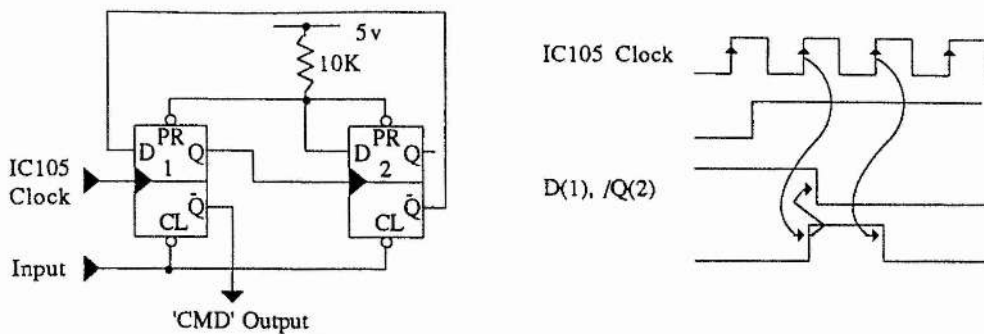 5v
10K
PR
PR
D
Q
D
Q
1
2
IC105
Clock
Q̄
Q̄
CL
CL
Input
'CMD' Output
IC105 Clock
D(1), /Q(2)